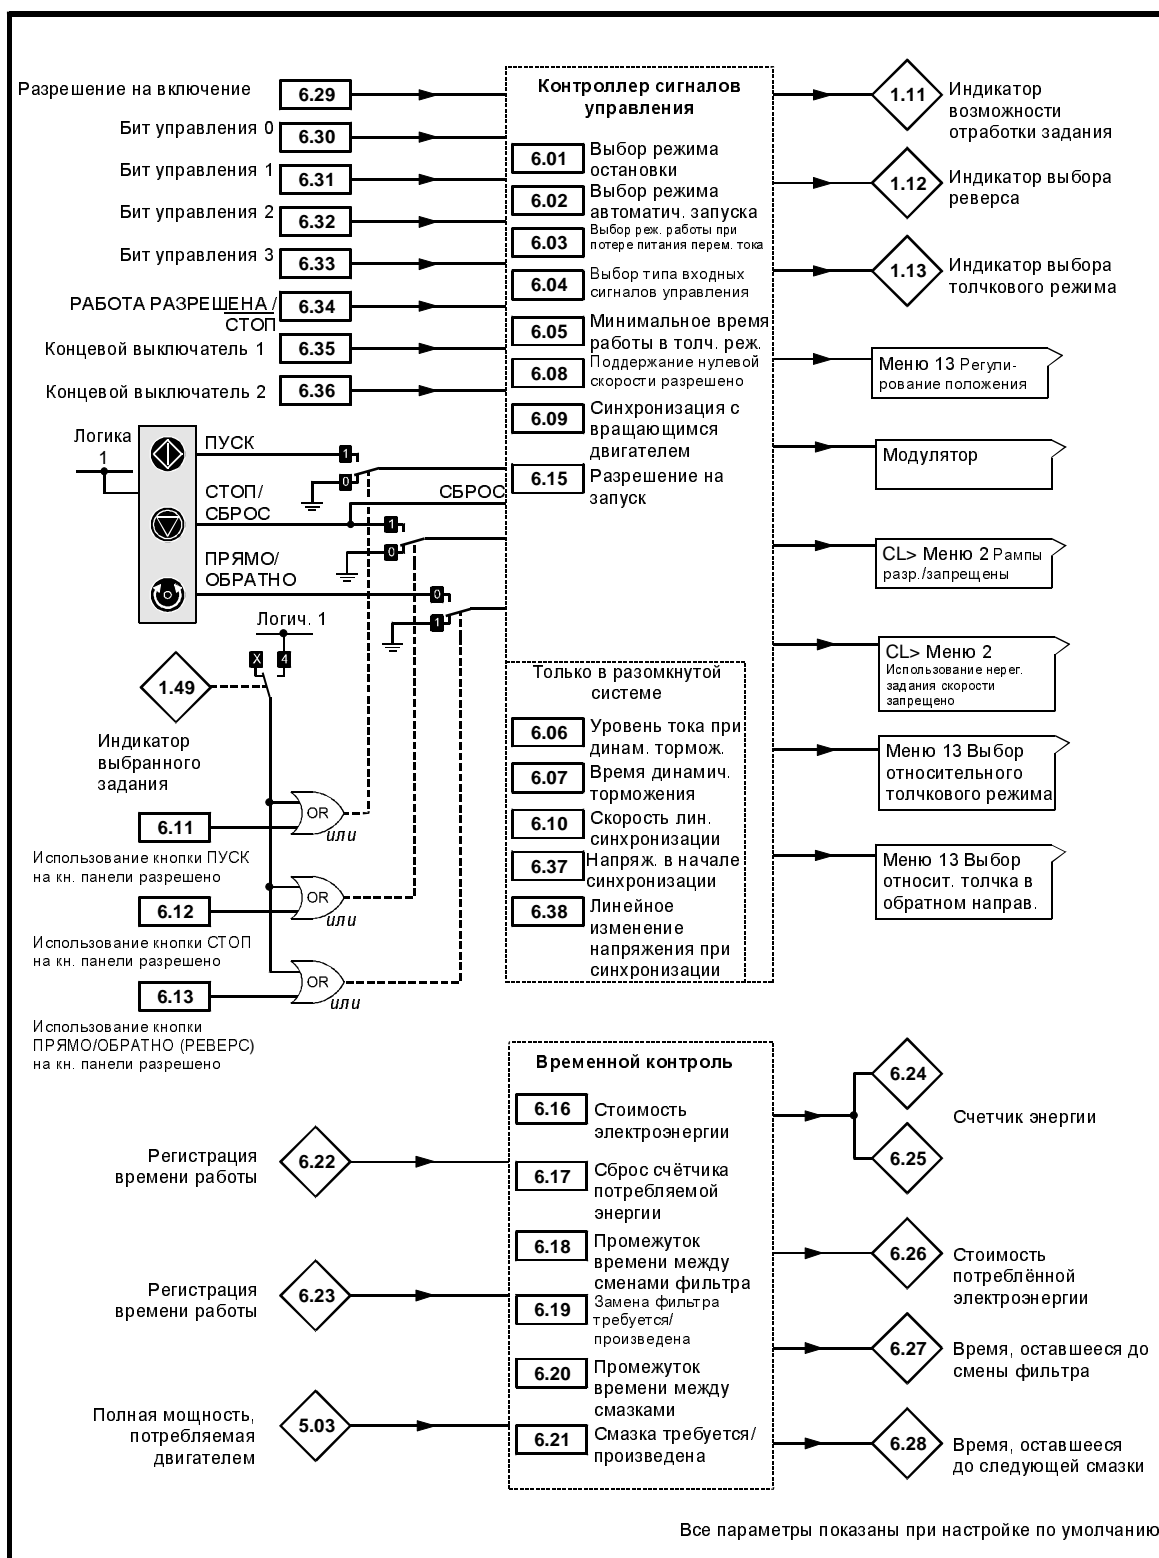 Разрешение на включение
6.29
Бит управления 0
6.30
Бит управления 1
6.31
Бит управления 2
6.32
Бит управления 3
6.33
РАБОТА РАЗРЕШЕНА /
СТОП
6.34
Концевой выключатель 1
6.35
Концевой выключатель 2
6.36
Логика
1
ПУСК
1
0
СТОП/
СБРОС
СБРОС
1
0
ПРЯМО/
ОБРАТНО
0
1
Логич. 1
X
4
1.49
Индикатор
выбранного
задания
6.11
OR
или
Использование кнопки ПУСК
на кн. панели разрешено
6.12
OR
или
Использование кнопки СТОП
на кн. панели разрешено
6.13
OR
или
Использование кнопки
ПРЯМО/ОБРАТНО (РЕВЕРС)
на кн. панели разрешено
Контроллер сигналов
управления
6.01
Выбор режима
остановки
6.02
Выбор режима
автоматич. запуска
6.03
Выбор реж. работы при
потере питания перем. тока
6.04
Выбор типа входных
сигналов управления
6.05
Минимальное время
работы в толч. реж.
6.08
Поддержание нулевой
скорости разрешено
6.09
Синхронизация с
вращающимся
двигателем
6.15
Разрешение на
запуск
Только в разомкнутой
системе
6.06
Уровень тока при
динам. тормож.
6.07
Время динамич.
торможения
6.10
Скорость лин.
синхронизации
6.37
Напряж. в начале
синхронизации
6.38
Линейное
изменение
напряжения при
синхронизации
1.11
Индикатор
возможности
отработки задания
1.12
Индикатор выбора
реверса
1.13
Индикатор выбора
толчкового режима
Меню 13 Регули-
рование положения
Модулятор
CL> Меню 2 Рампы
разр./запрещены
CL> Меню 2
Использование нерег.
задания скорости
запрещено
Меню 13 Выбор
относительного
толчкового режима
Меню 13 Выбор
относит. толчка в
обратном направ.
Временной контроль
6.16
Стоимость
электроэнергии
6.17
Сброс счётчика
потребляемой
энергии
6.18
Промежуток
времени между
сменами фильтра
6.19
Замена фильтра
требуется/
произведена
6.20
Промежуток
времени между
смазками
6.21
Смазка требуется/
произведена
Регистрация
времени работы
6.22
Регистрация
времени работы
6.23
Полная мощность,
потребляемая
двигателем
5.03
6.24
Счетчик энергии
6.25
6.26
Стоимость
потреблённой
электроэнергии
6.27
Время, оставшееся до
смены фильтра
6.28
Время, оставшееся
до следующей смазки
Все параметры показаны при настройке по умолчанию